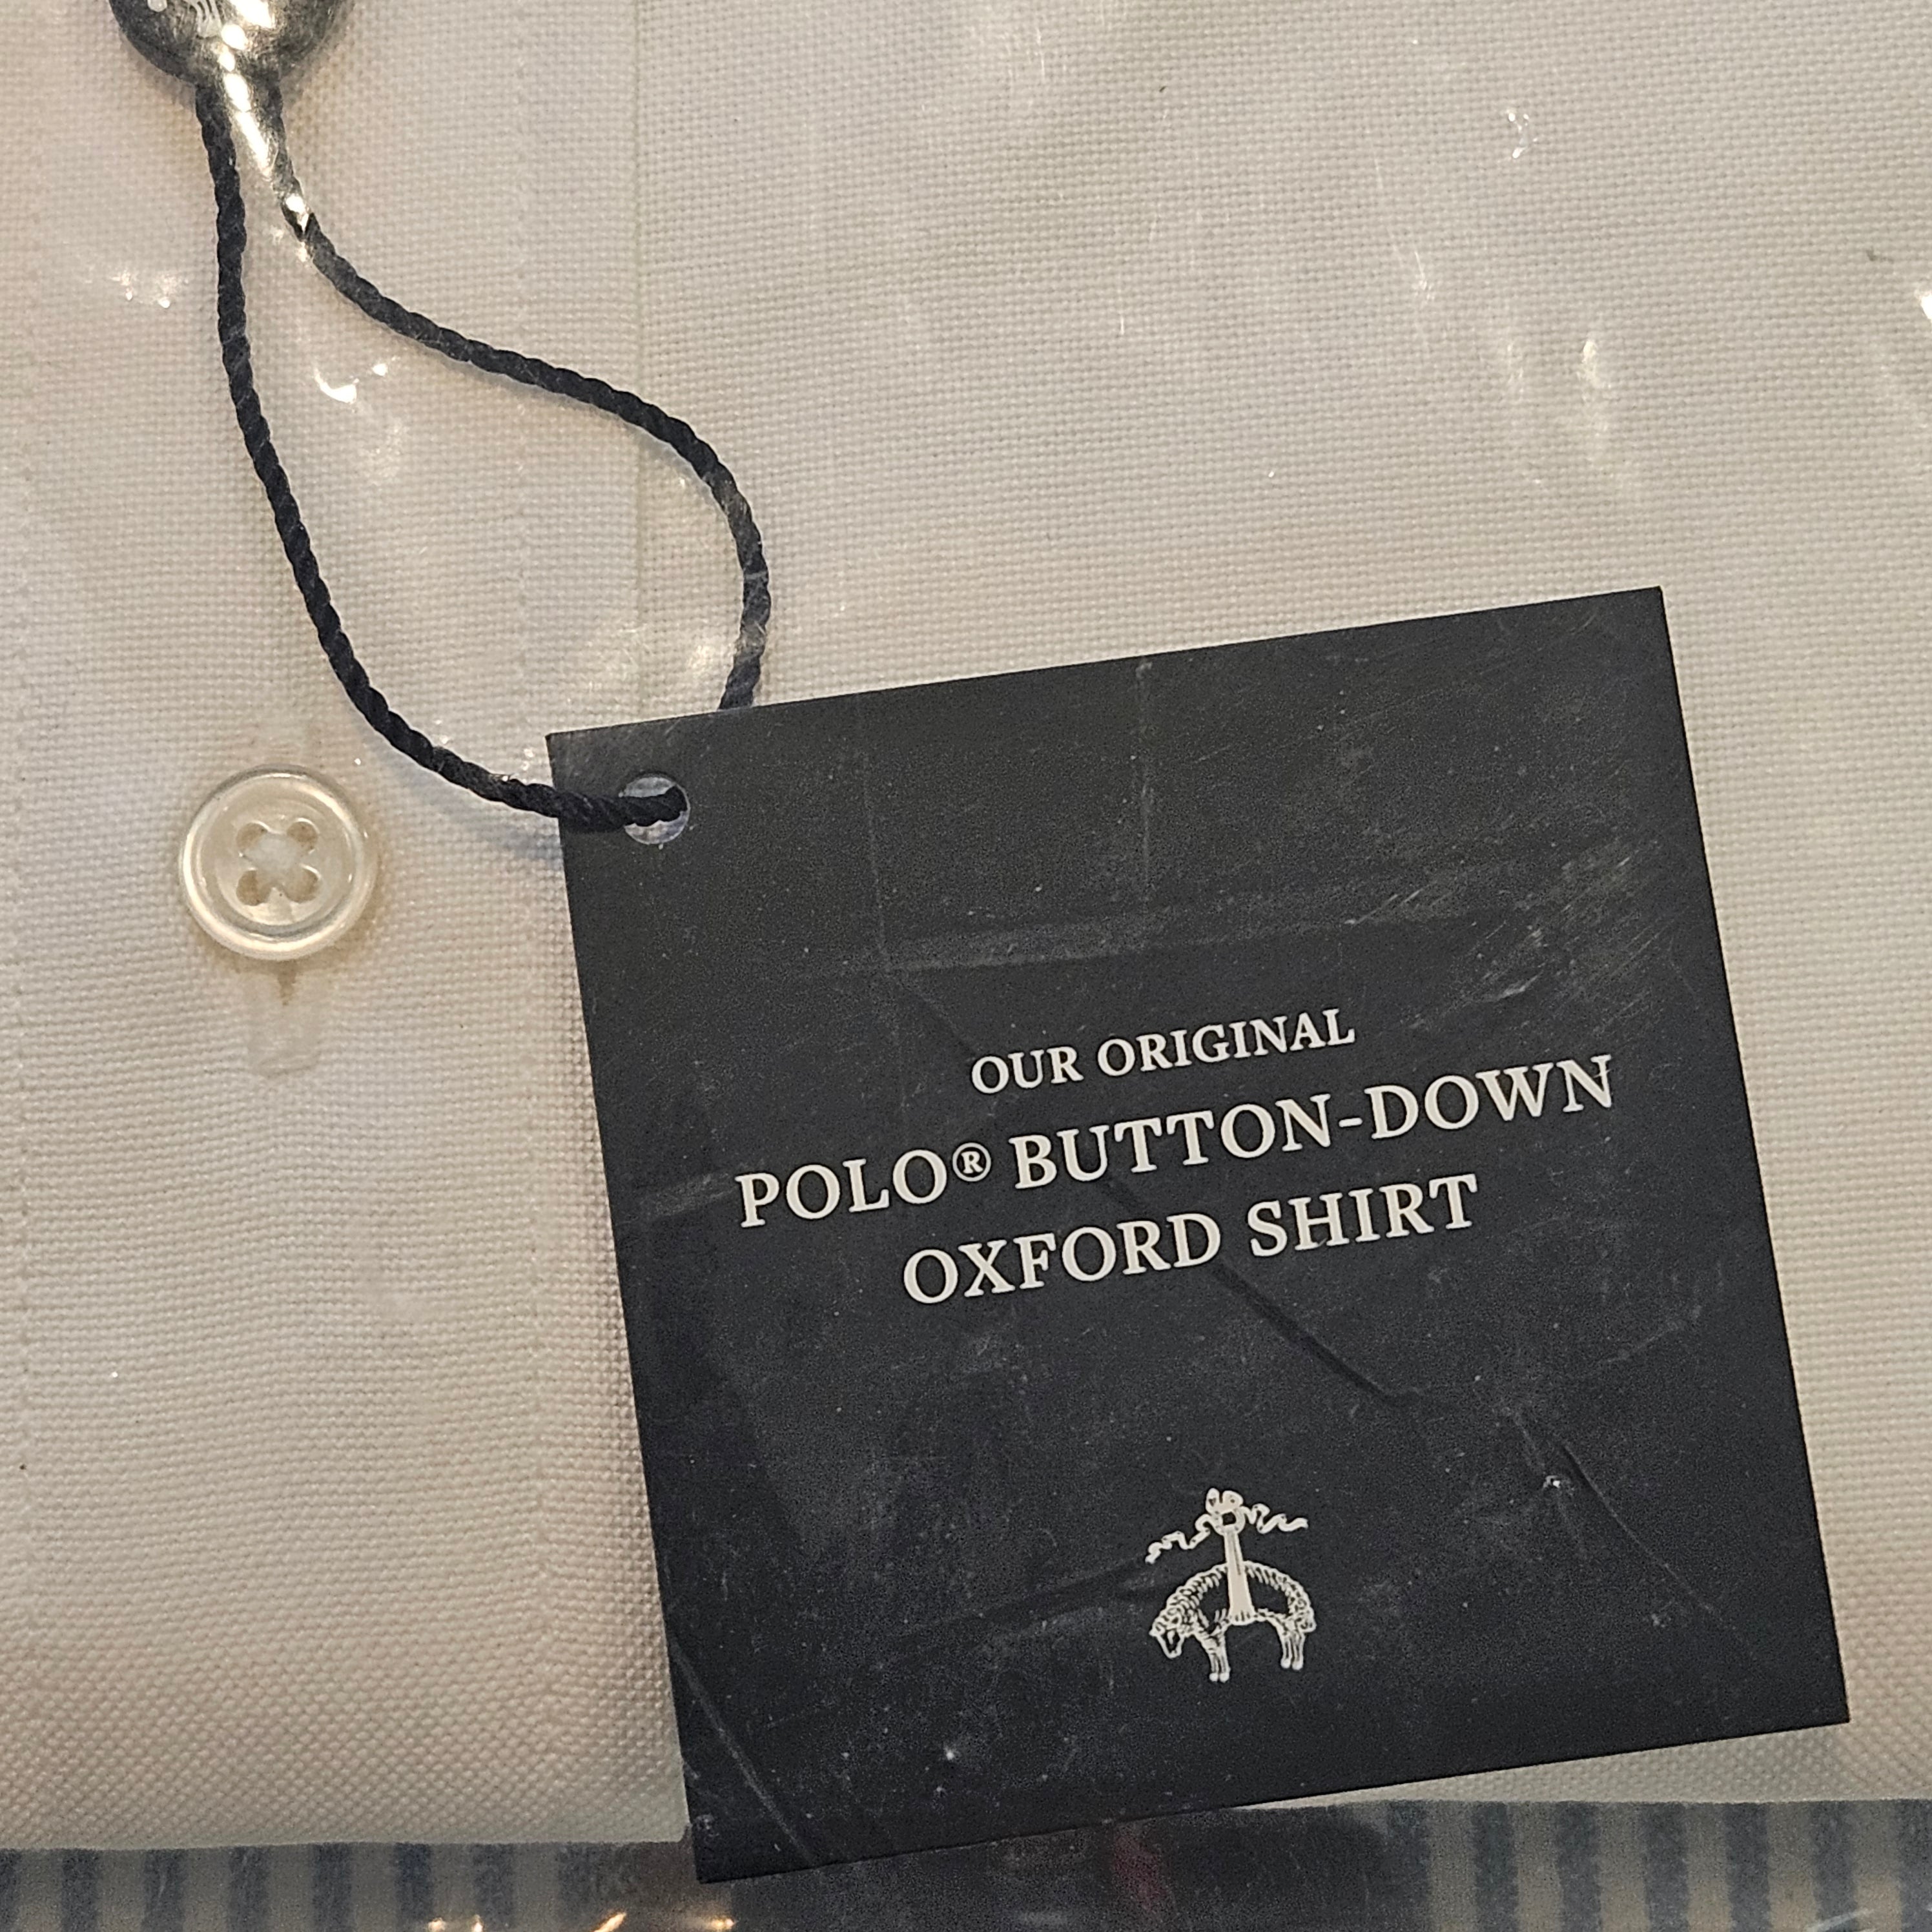 OUR ORIGINAL
POLO® BUTTON-DOWN
OXFORD SHIRT